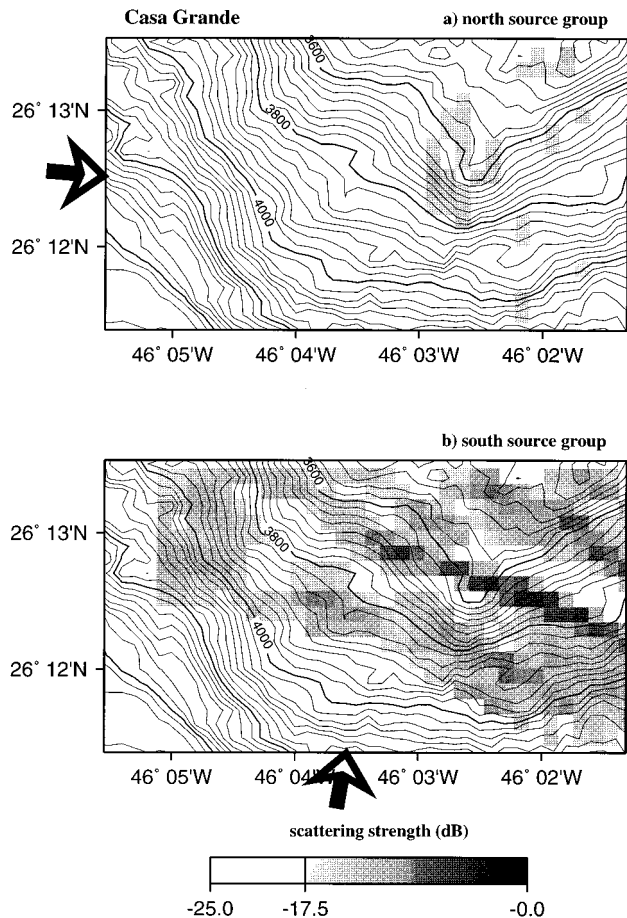 Casa Grande
a) north source group
3600
26° 13'N
3800
4000
26° 12'N
46° 05'W 46° 04'W 46° 03'W 46° 02'W
b) south source group
3600
26° 13'N
3800
4000
26° 12'N
46° 05'W 46° 04'W 46° 03'W 46° 02'W
scattering strength (dB)
-25.0 -17.5 -0.0